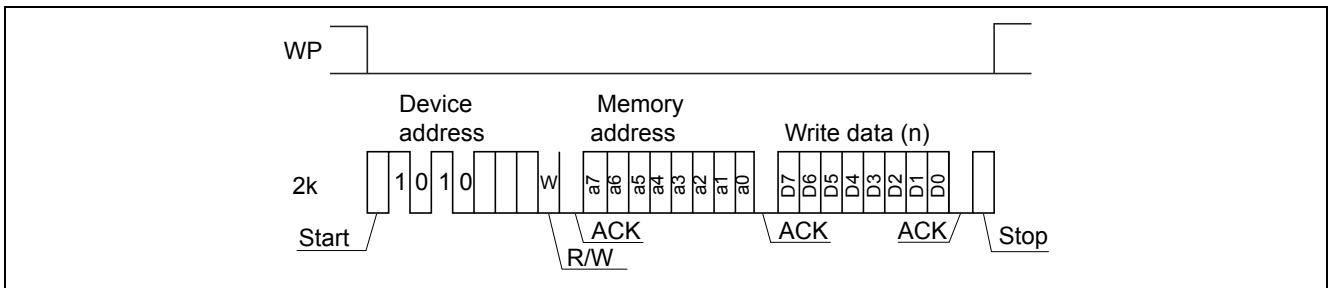 WP
Device address
Memory address
Write data (n)
2k
1 0 1 0 W a7 a6 a5 a4 a3 a2 a1 a0 D7 D6 D5 D4 D3 D2 D1 D0
Start
ACK
ACK
ACK
Stop
R/W